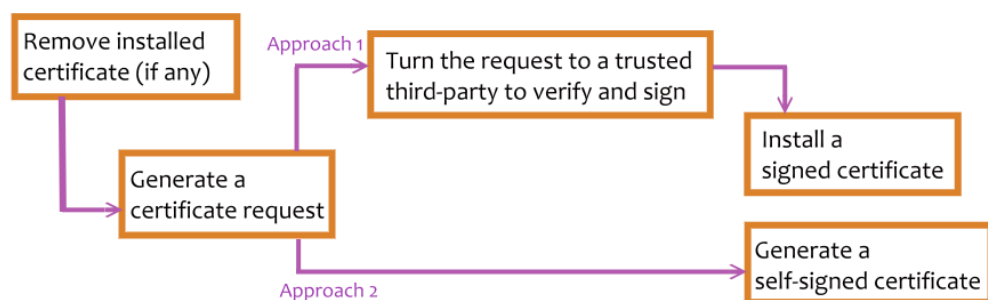 Remove installed
certificate (if any)
Approach 1
Turn the request to a trusted
third-party to verify and sign
Install a
signed certificate
Generate a
certificate request
Approach 2
Generate a
self-signed certificate